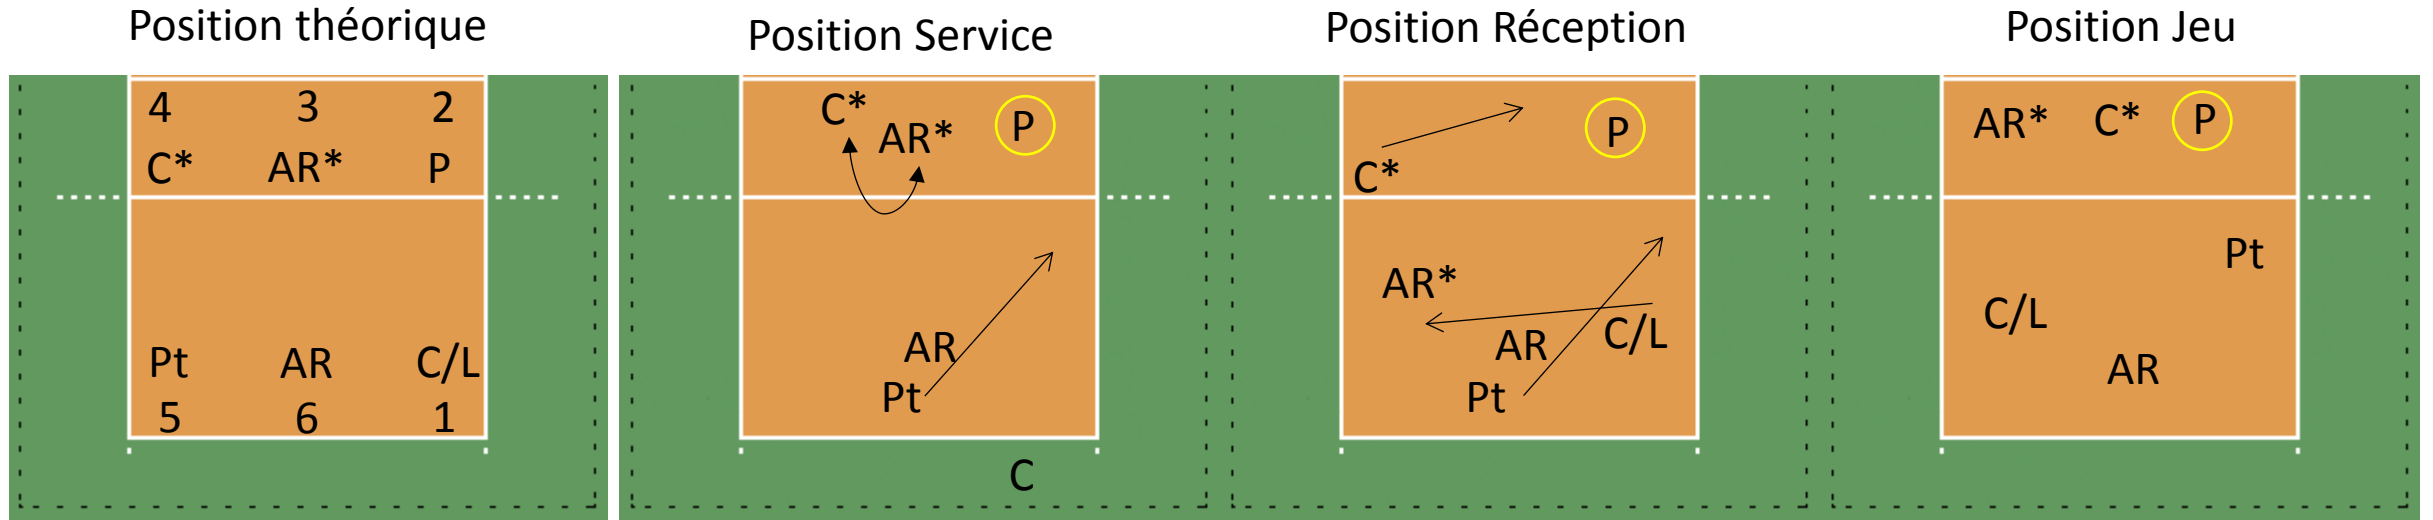 Position théorique
4 3 2
C* AR* P
Pt AR C/L
5 6 1
Position Service
C*
AR*
P
AR
Pt
C
Position Réception
P
C*
AR*
AR
C/L
Pt
Position Jeu
AR* C* P
Pt
C/L
AR